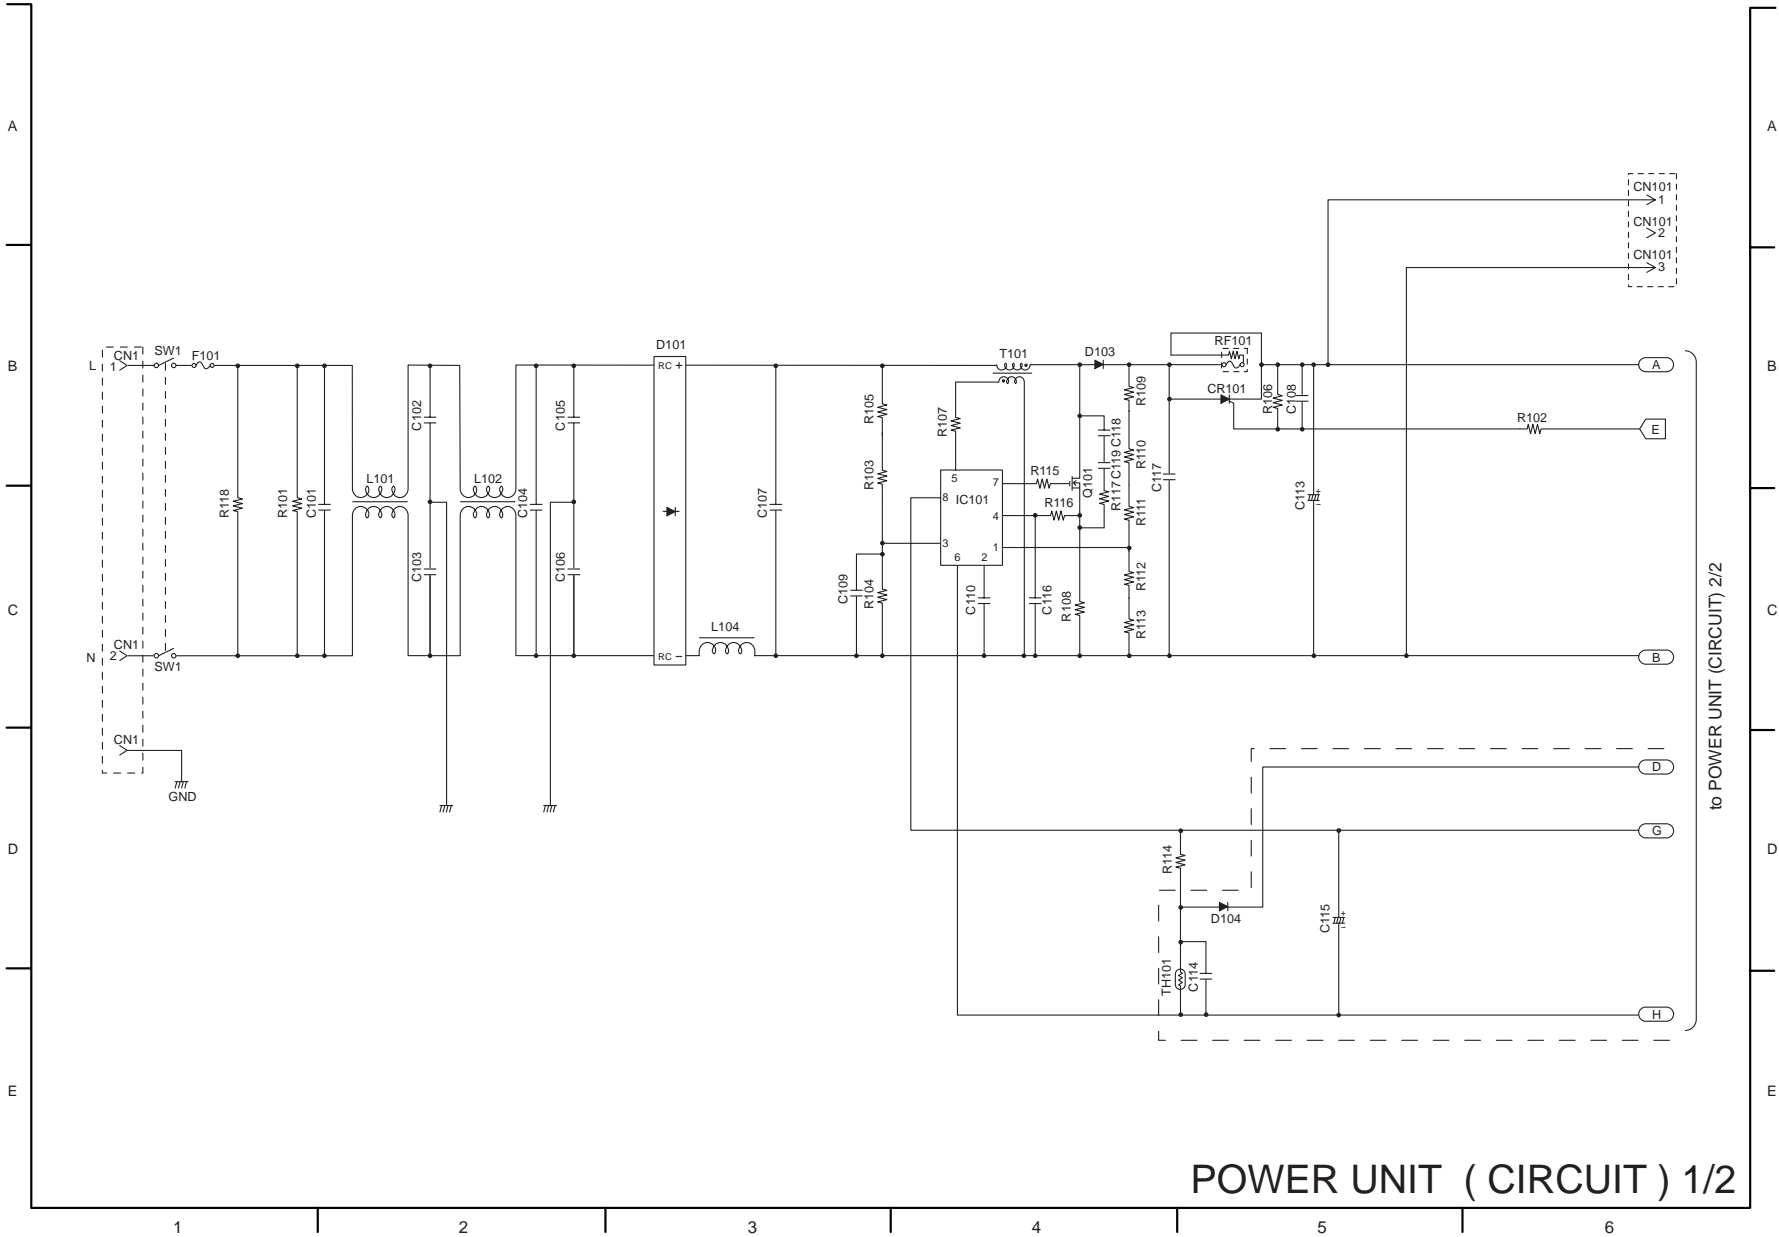 A
A
CN101
1
CN101
2
CN101
3
B
L
CN1
1
SW1
F101
D101
RC +
T101
D103
RF101
A
B
CR101
C102
C105
R105
R107
R109
R106
C108
R102
E
C118
R110
L101
L102
R103
C119
R115
Q101
C117
5
7
8
IC101
R118
R101
C101
C104
C107
R117
R116
C113
+
–
4
R111
3
1
6
2
C103
C106
C109
R104
C110
C116
R108
R112
R113
C
C
L104
N
CN1
2
SW1
RC –
B
to POWER UNIT (CIRCUIT) 2/2
CN1
GND
D
G
D
D
R114
D104
C115
+
–
TH101
C114
H
E
E
POWER UNIT ( CIRCUIT ) 1/2
1
2
3
4
5
6